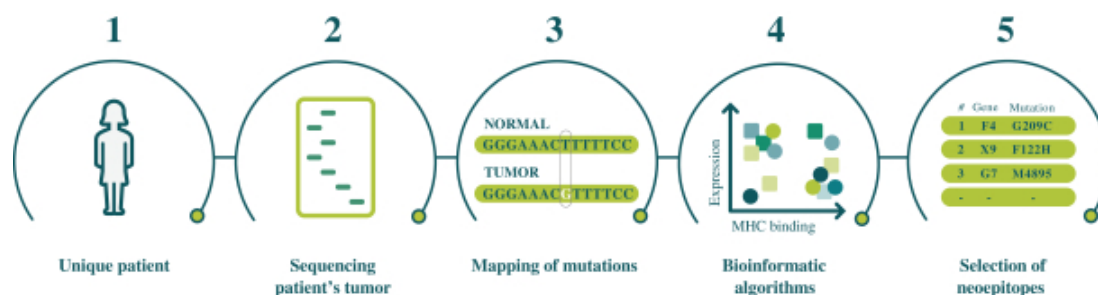 1
2
3
4
5
NORMAL
GGGAAACTTTTTCC
TUMOR
GGGAAACGTTTTCC
Expression
MHC binding
# Gene Mutation
1 F4 G209C
2 X9 F122H
3 G7 M4895
- - -
Unique patient
Sequencing
patient's tumor
Mapping of mutations
Bioinformatic
algorithms
Selection of
neoepitopes